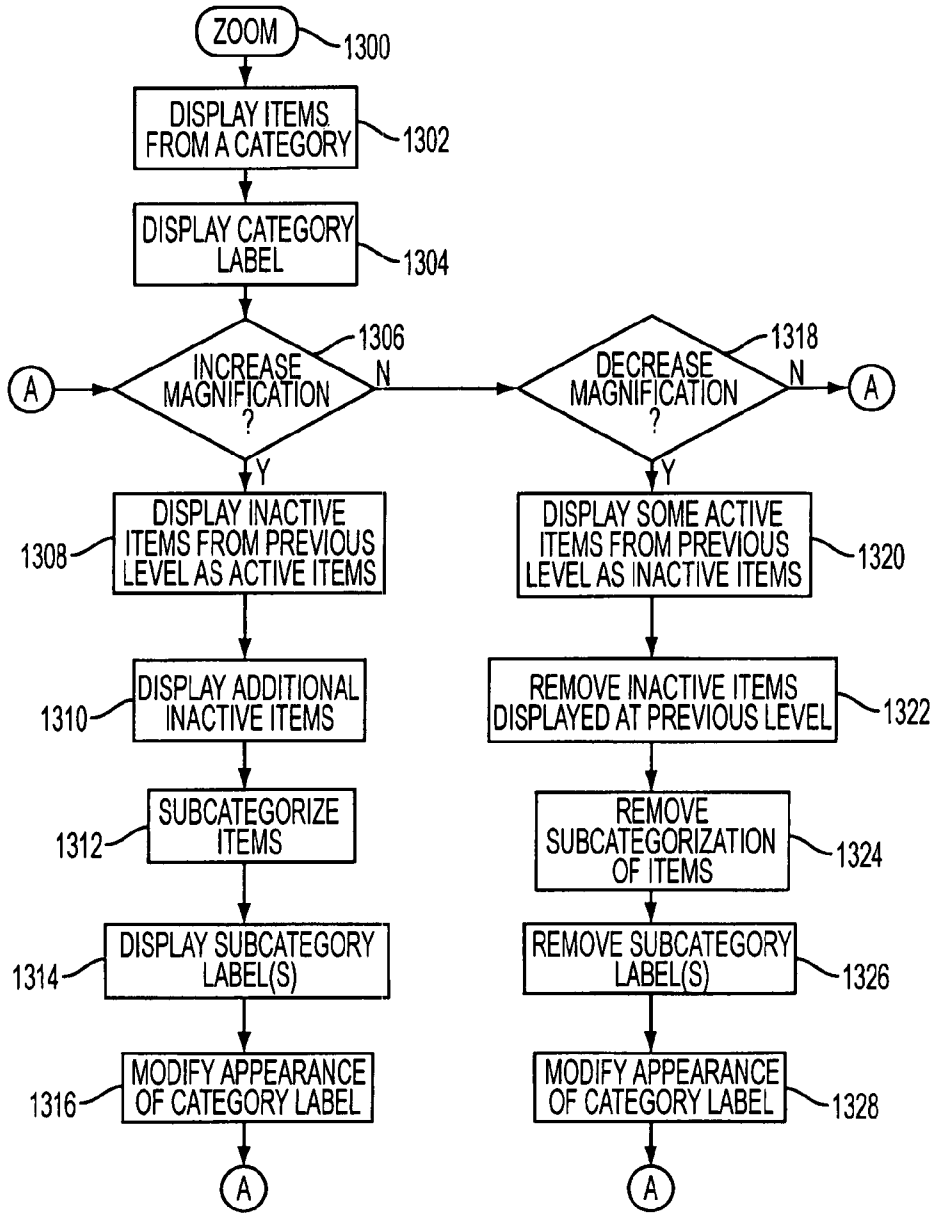 ZOOM
1300
DISPLAY ITEMS
FROM A CATEGORY
1302
DISPLAY CATEGORY
LABEL
1304
A
INCREASE
MAGNIFICATION
?
1306
N
Y
DECREASE
MAGNIFICATION
?
1318
N
A
Y
DISPLAY INACTIVE
ITEMS FROM PREVIOUS
LEVEL AS ACTIVE ITEMS
1308
DISPLAY SOME ACTIVE
ITEMS FROM PREVIOUS
LEVEL AS INACTIVE ITEMS
1320
DISPLAY ADDITIONAL
INACTIVE ITEMS
1310
REMOVE INACTIVE ITEMS
DISPLAYED AT PREVIOUS LEVEL
1322
SUBCATEGORIZE
ITEMS
1312
REMOVE
SUBCATEGORIZATION
OF ITEMS
1324
DISPLAY SUBCATEGORY
LABEL(S)
1314
REMOVE SUBCATEGORY
LABEL(S)
1326
MODIFY APPEARANCE
OF CATEGORY LABEL
1316
MODIFY APPEARANCE
OF CATEGORY LABEL
1328
A
A